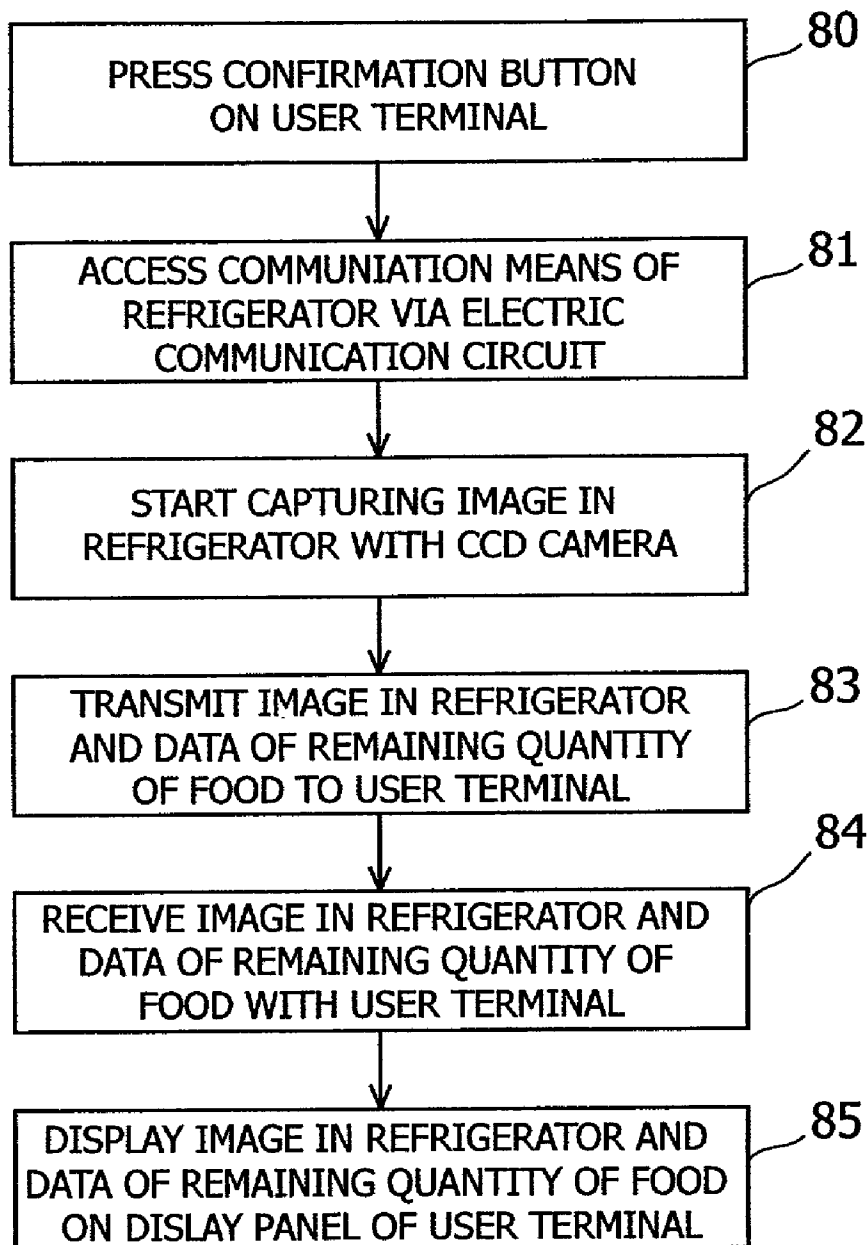 80
PRESS CONFIRMATION BUTTON
ON USER TERMINAL
81
ACCESS COMMUNIATION MEANS OF
REFRIGERATOR VIA ELECTRIC
COMMUNICATION CIRCUIT
82
START CAPTURING IMAGE IN
REFRIGERATOR WITH CCD CAMERA
83
TRANSMIT IMAGE IN REFRIGERATOR
AND DATA OF REMAINING QUANTITY
OF FOOD TO USER TERMINAL
84
RECEIVE IMAGE IN REFRIGERATOR AND
DATA OF REMAINING QUANTITY OF
FOOD WITH USER TERMINAL
85
DISPLAY IMAGE IN REFRIGERATOR AND
DATA OF REMAINING QUANTITY OF FOOD
ON DISLAY PANEL OF USER TERMINAL